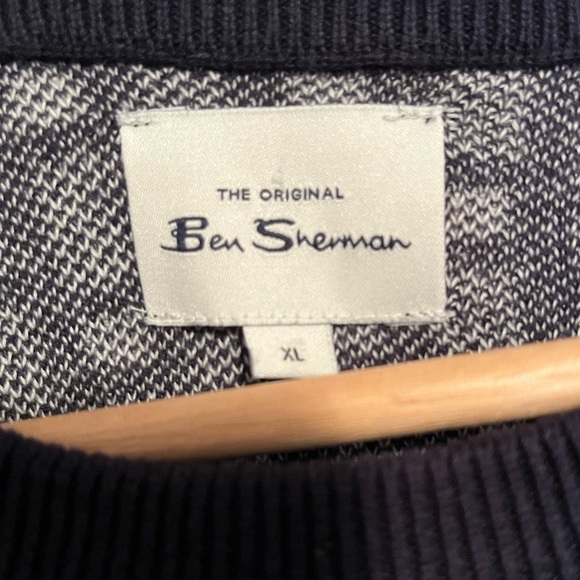 THE ORIGINAL
Ben Sherman
XL